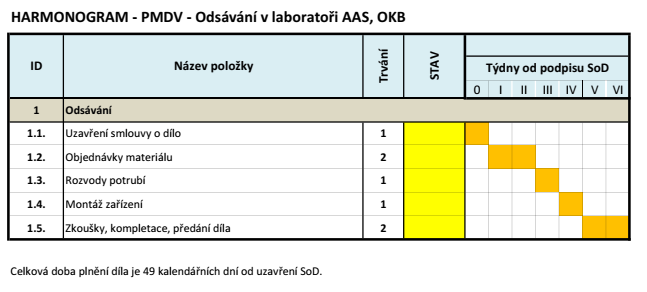 HARMONOGRAM - PMDV - Odsávání v laboratoři AAS, OKB
ID Název položky Trvání STAV Týdny od podpisu SoD
0 I II III IV V VI
1 Odsávání
1.1. Uzavření smlouvy o dílo 1
1.2. Objednávky materiálu 2
1.3. Rozvody potrubí 1
1.4. Montáž zařízení 1
1.5. Zkoušky, kompletace, předání díla 2
Celková doba plnění díla je 49 kalendářních dní od uzavření SoD.